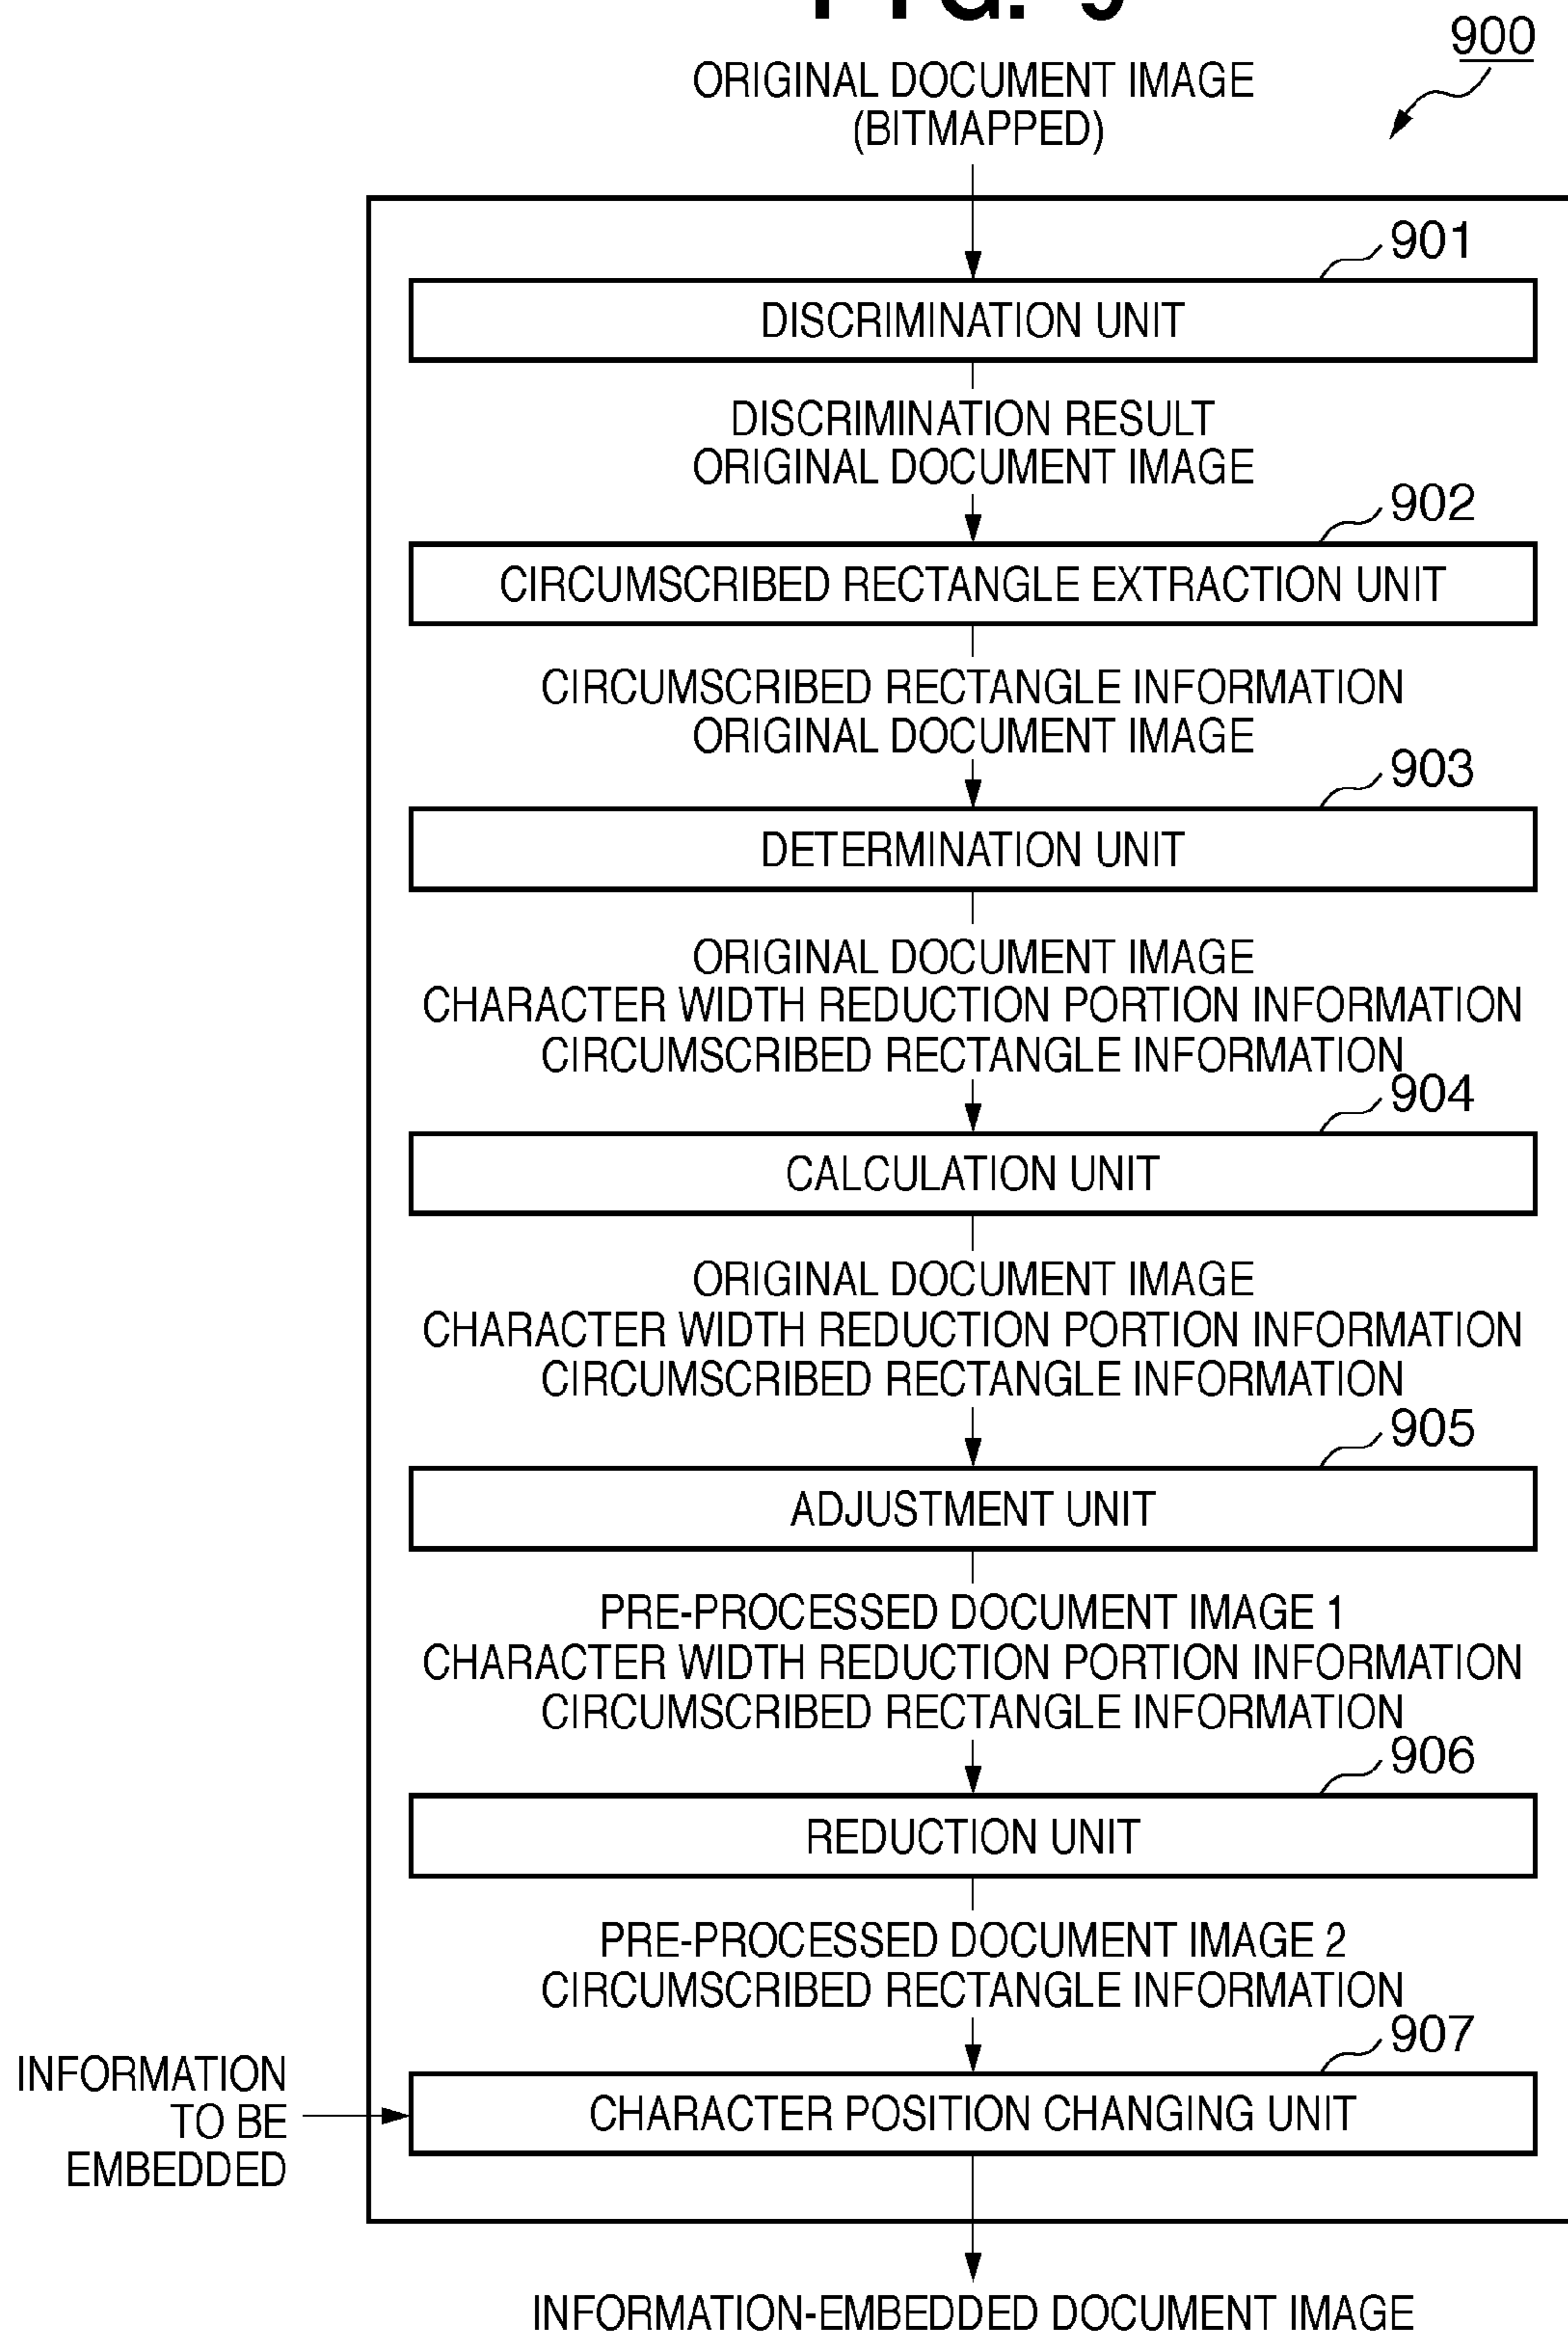 FIG. 9
900
ORIGINAL DOCUMENT IMAGE
(BITMAPPED)
901
DISCRIMINATION UNIT
DISCRIMINATION RESULT
ORIGINAL DOCUMENT IMAGE
902
CIRCUMSCRIBED RECTANGLE EXTRACTION UNIT
CIRCUMSCRIBED RECTANGLE INFORMATION
ORIGINAL DOCUMENT IMAGE
903
DETERMINATION UNIT
ORIGINAL DOCUMENT IMAGE
CHARACTER WIDTH REDUCTION PORTION INFORMATION
CIRCUMSCRIBED RECTANGLE INFORMATION
904
CALCULATION UNIT
ORIGINAL DOCUMENT IMAGE
CHARACTER WIDTH REDUCTION PORTION INFORMATION
CIRCUMSCRIBED RECTANGLE INFORMATION
905
ADJUSTMENT UNIT
PRE-PROCESSED DOCUMENT IMAGE 1
CHARACTER WIDTH REDUCTION PORTION INFORMATION
CIRCUMSCRIBED RECTANGLE INFORMATION
906
REDUCTION UNIT
PRE-PROCESSED DOCUMENT IMAGE 2
CIRCUMSCRIBED RECTANGLE INFORMATION
907
INFORMATION
TO BE
EMBEDDED
CHARACTER POSITION CHANGING UNIT
INFORMATION-EMBEDDED DOCUMENT IMAGE